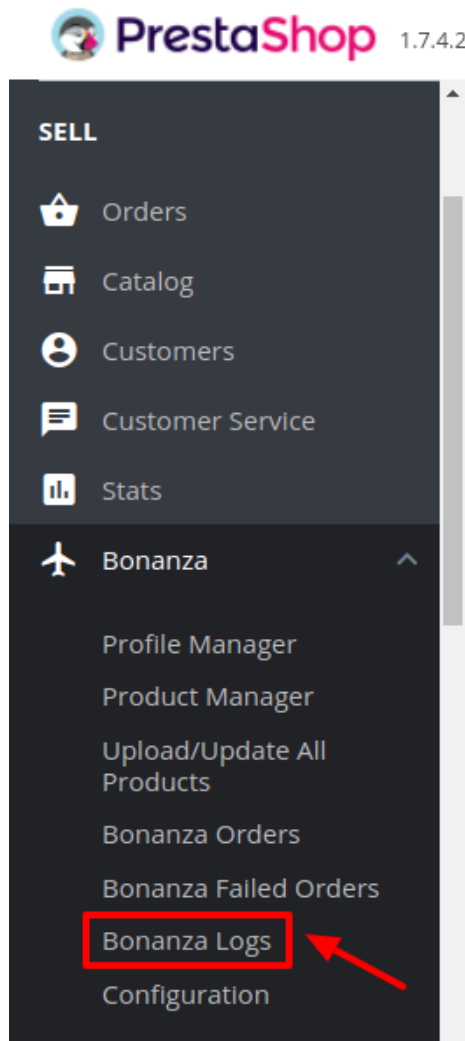 PrestaShop 1.7.4.2
SELL
Orders
Catalog
Customers
Customer Service
Stats
Bonanza
Profile Manager
Product Manager
Upload/Update All
Products
Bonanza Orders
Bonanza Failed Orders
Bonanza Logs
Configuration